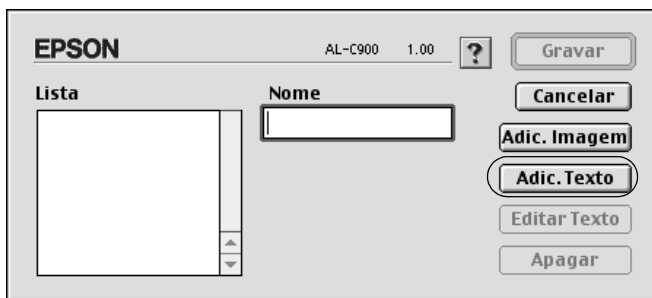 EPSON AL-C900 1.00 ? Gravar
Lista Nome Cancelar
Adic. Imagem
Adic. Texto
Editar Texto
Apagar